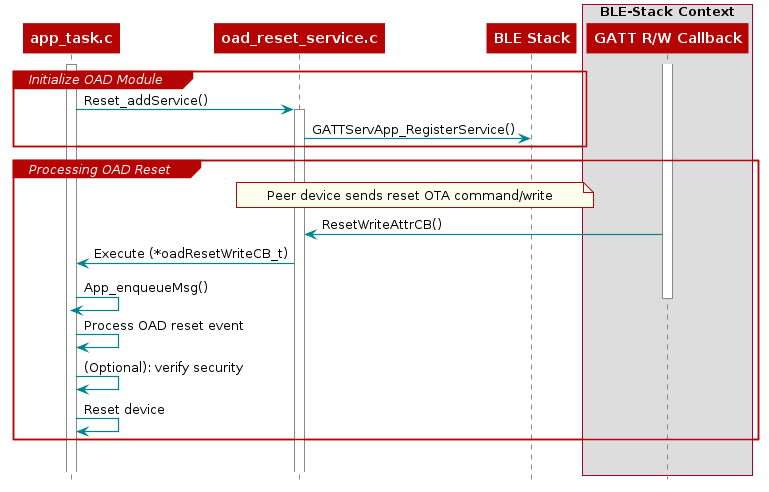 BLE-Stack Context
app_task.c
oad_reset_service.c
BLE Stack
GATT R/W Callback
Initialize OAD Module
Reset_addService()
GATTServApp_RegisterService()
Processing OAD Reset
Peer device sends reset OTA command/write
ResetWriteAttrCB()
Execute (*oadResetWriteCB_t)
App_enqueueMsg()
Process OAD reset event
(Optional): verify security
Reset device